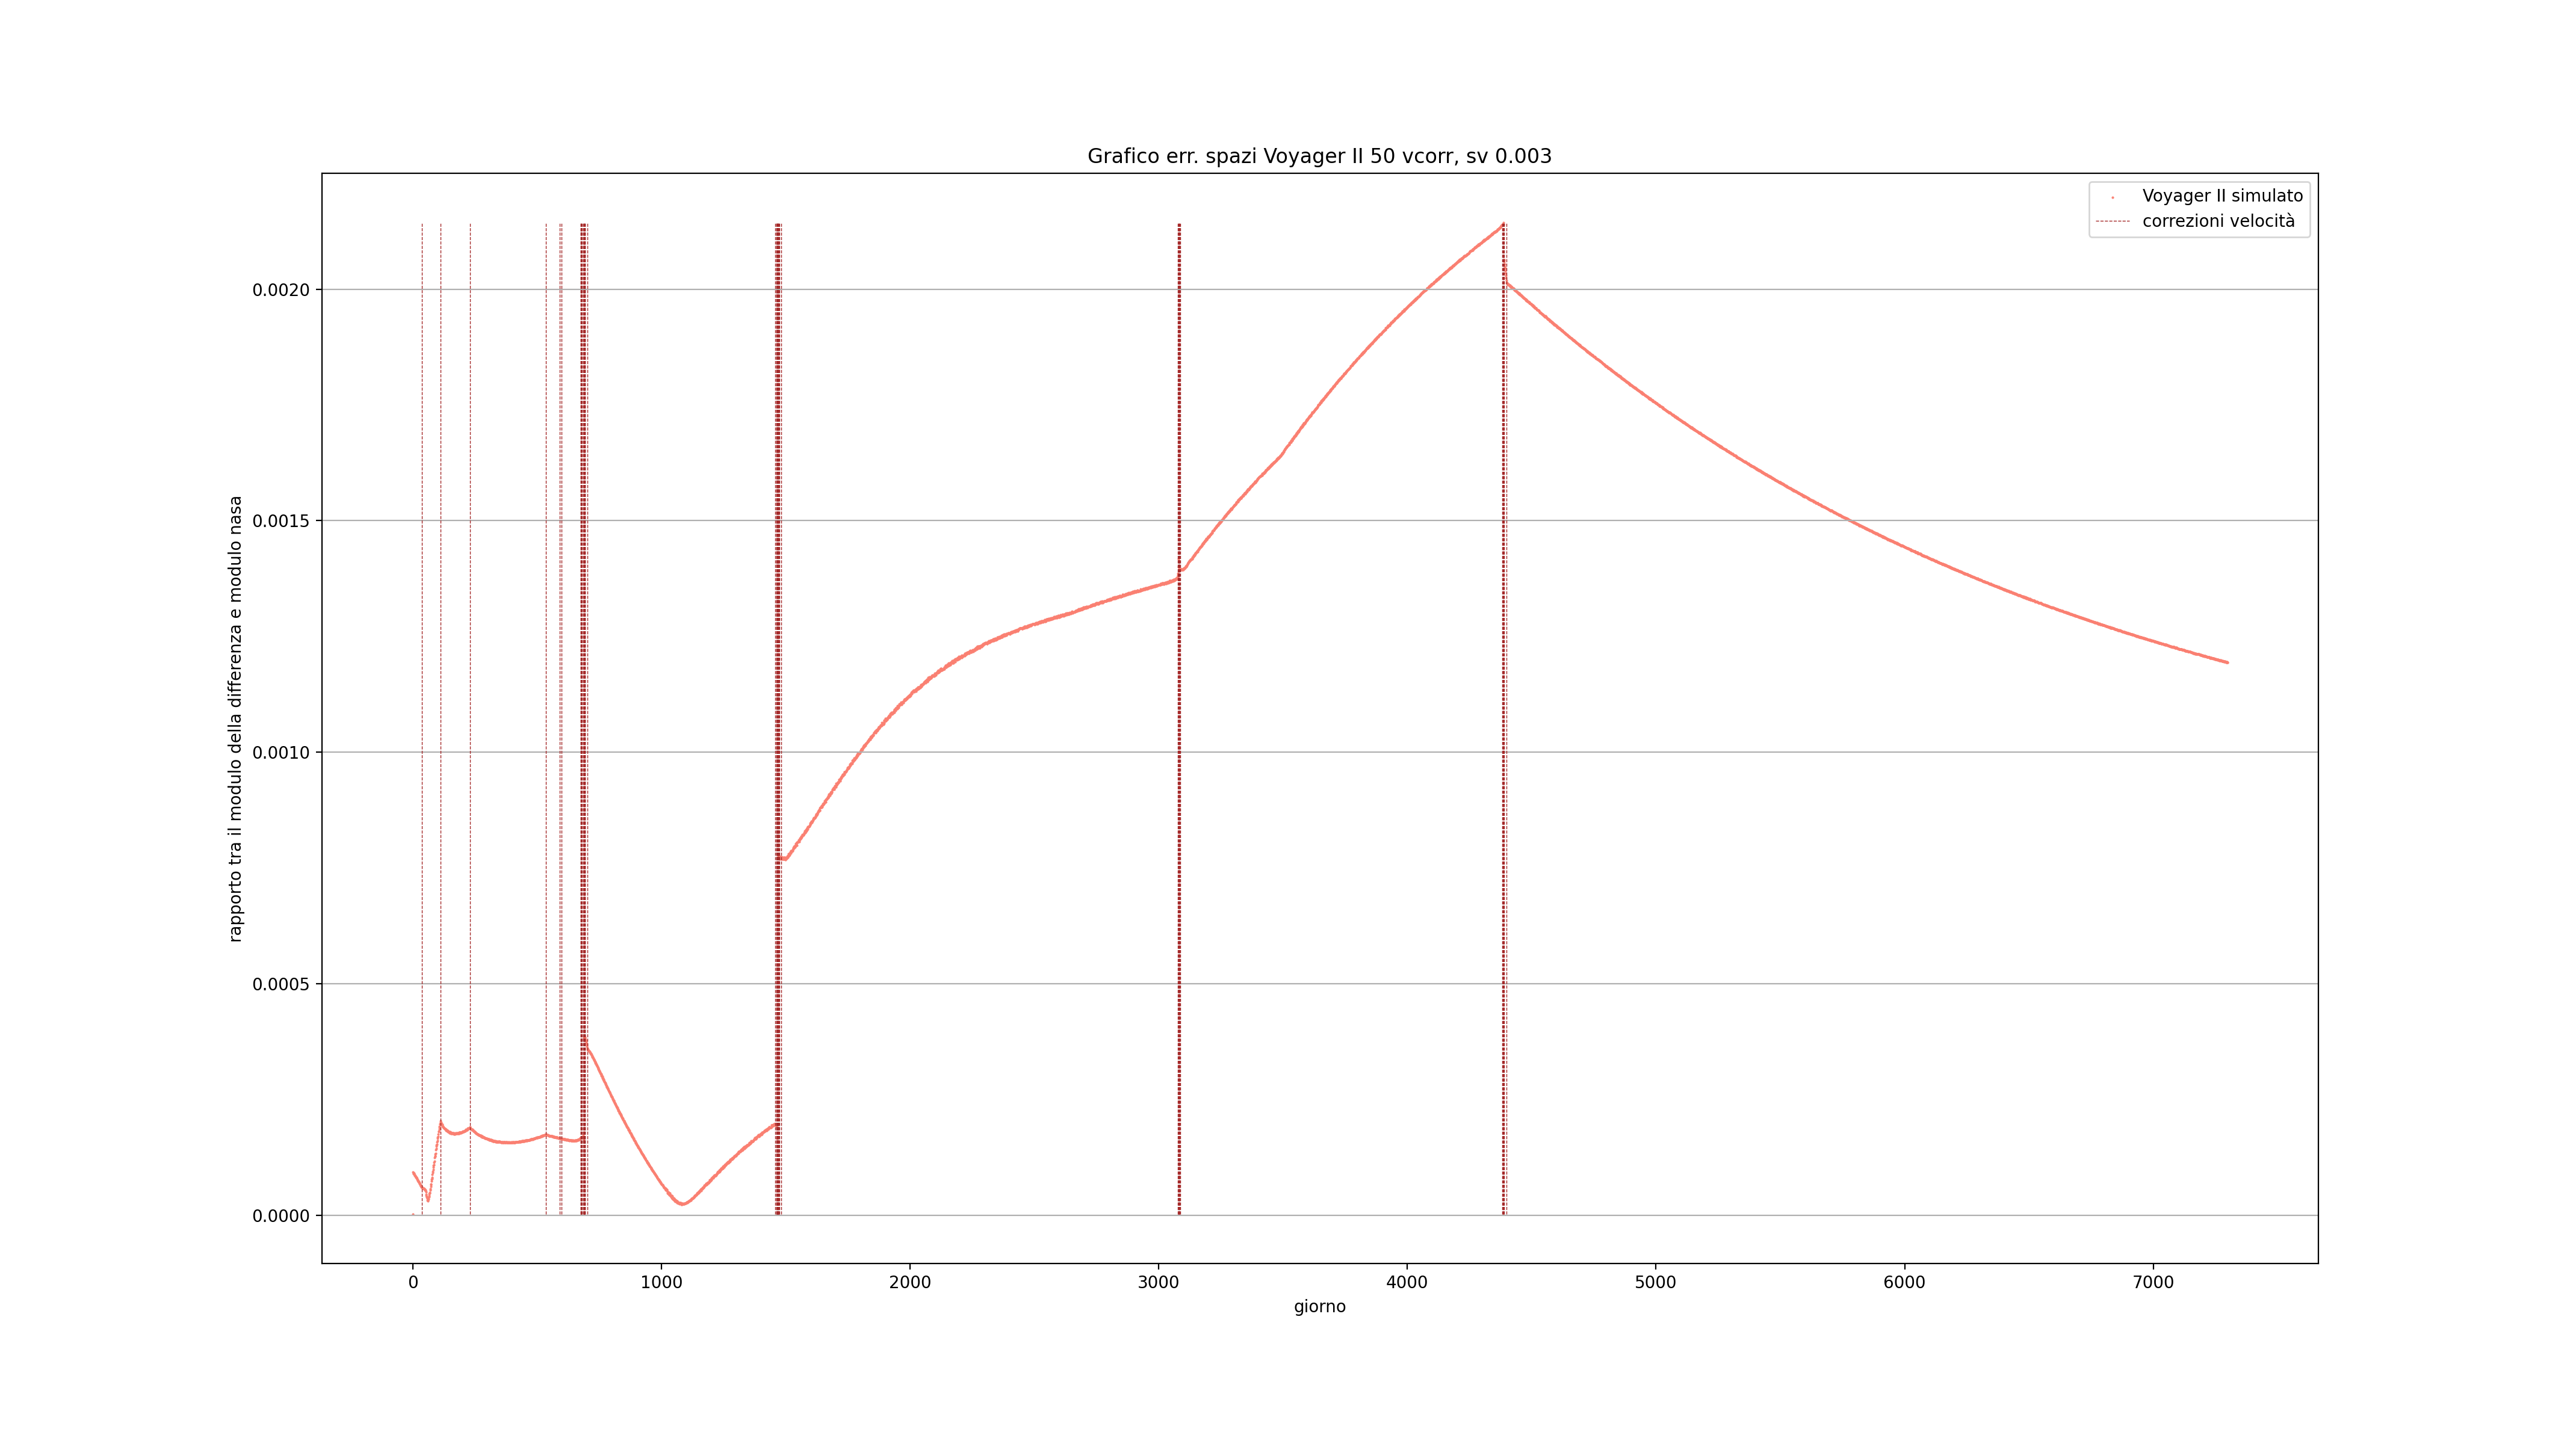 Grafico err. spazi Voyager II 50 vcorr, sv 0.003
Voyager II simulato
correzioni velocità
rapporto tra il modulo della differenza e modulo nasa
0.0020
0.0015
0.0010
0.0005
0.0000
0 1000 2000 3000 4000 5000 6000 7000
giorno